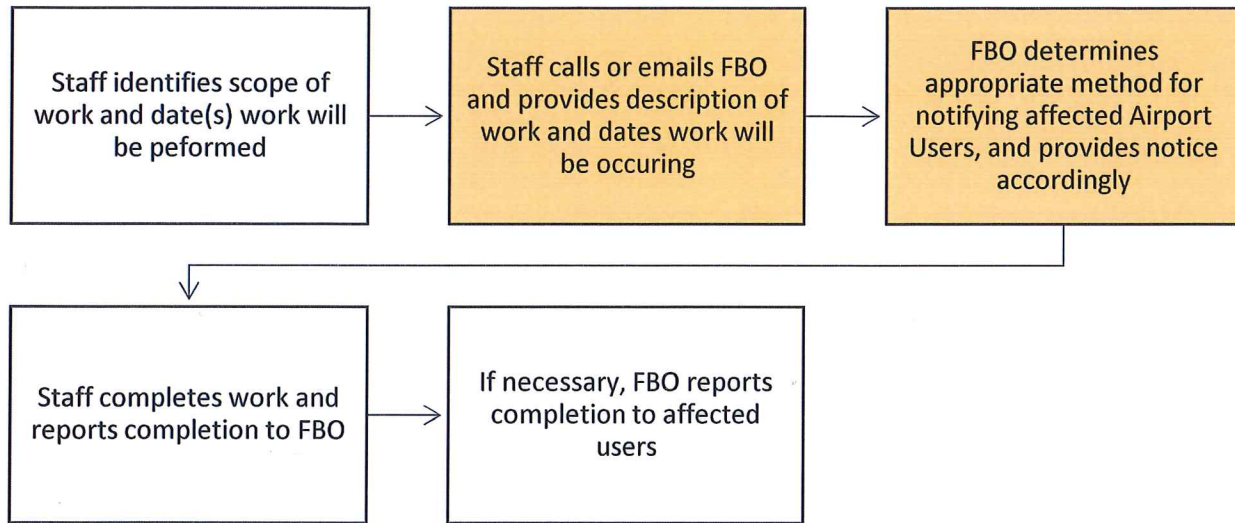 Staff identifies scope of
work and date(s) work will
be peformed
Staff calls or emails FBO
and provides description of
work and dates work will
be occuring
FBO determines
appropriate method for
notifying affected Airport
Users, and provides notice
accordingly
Staff completes work and
reports completion to FBO
If necessary, FBO reports
completion to affected
users